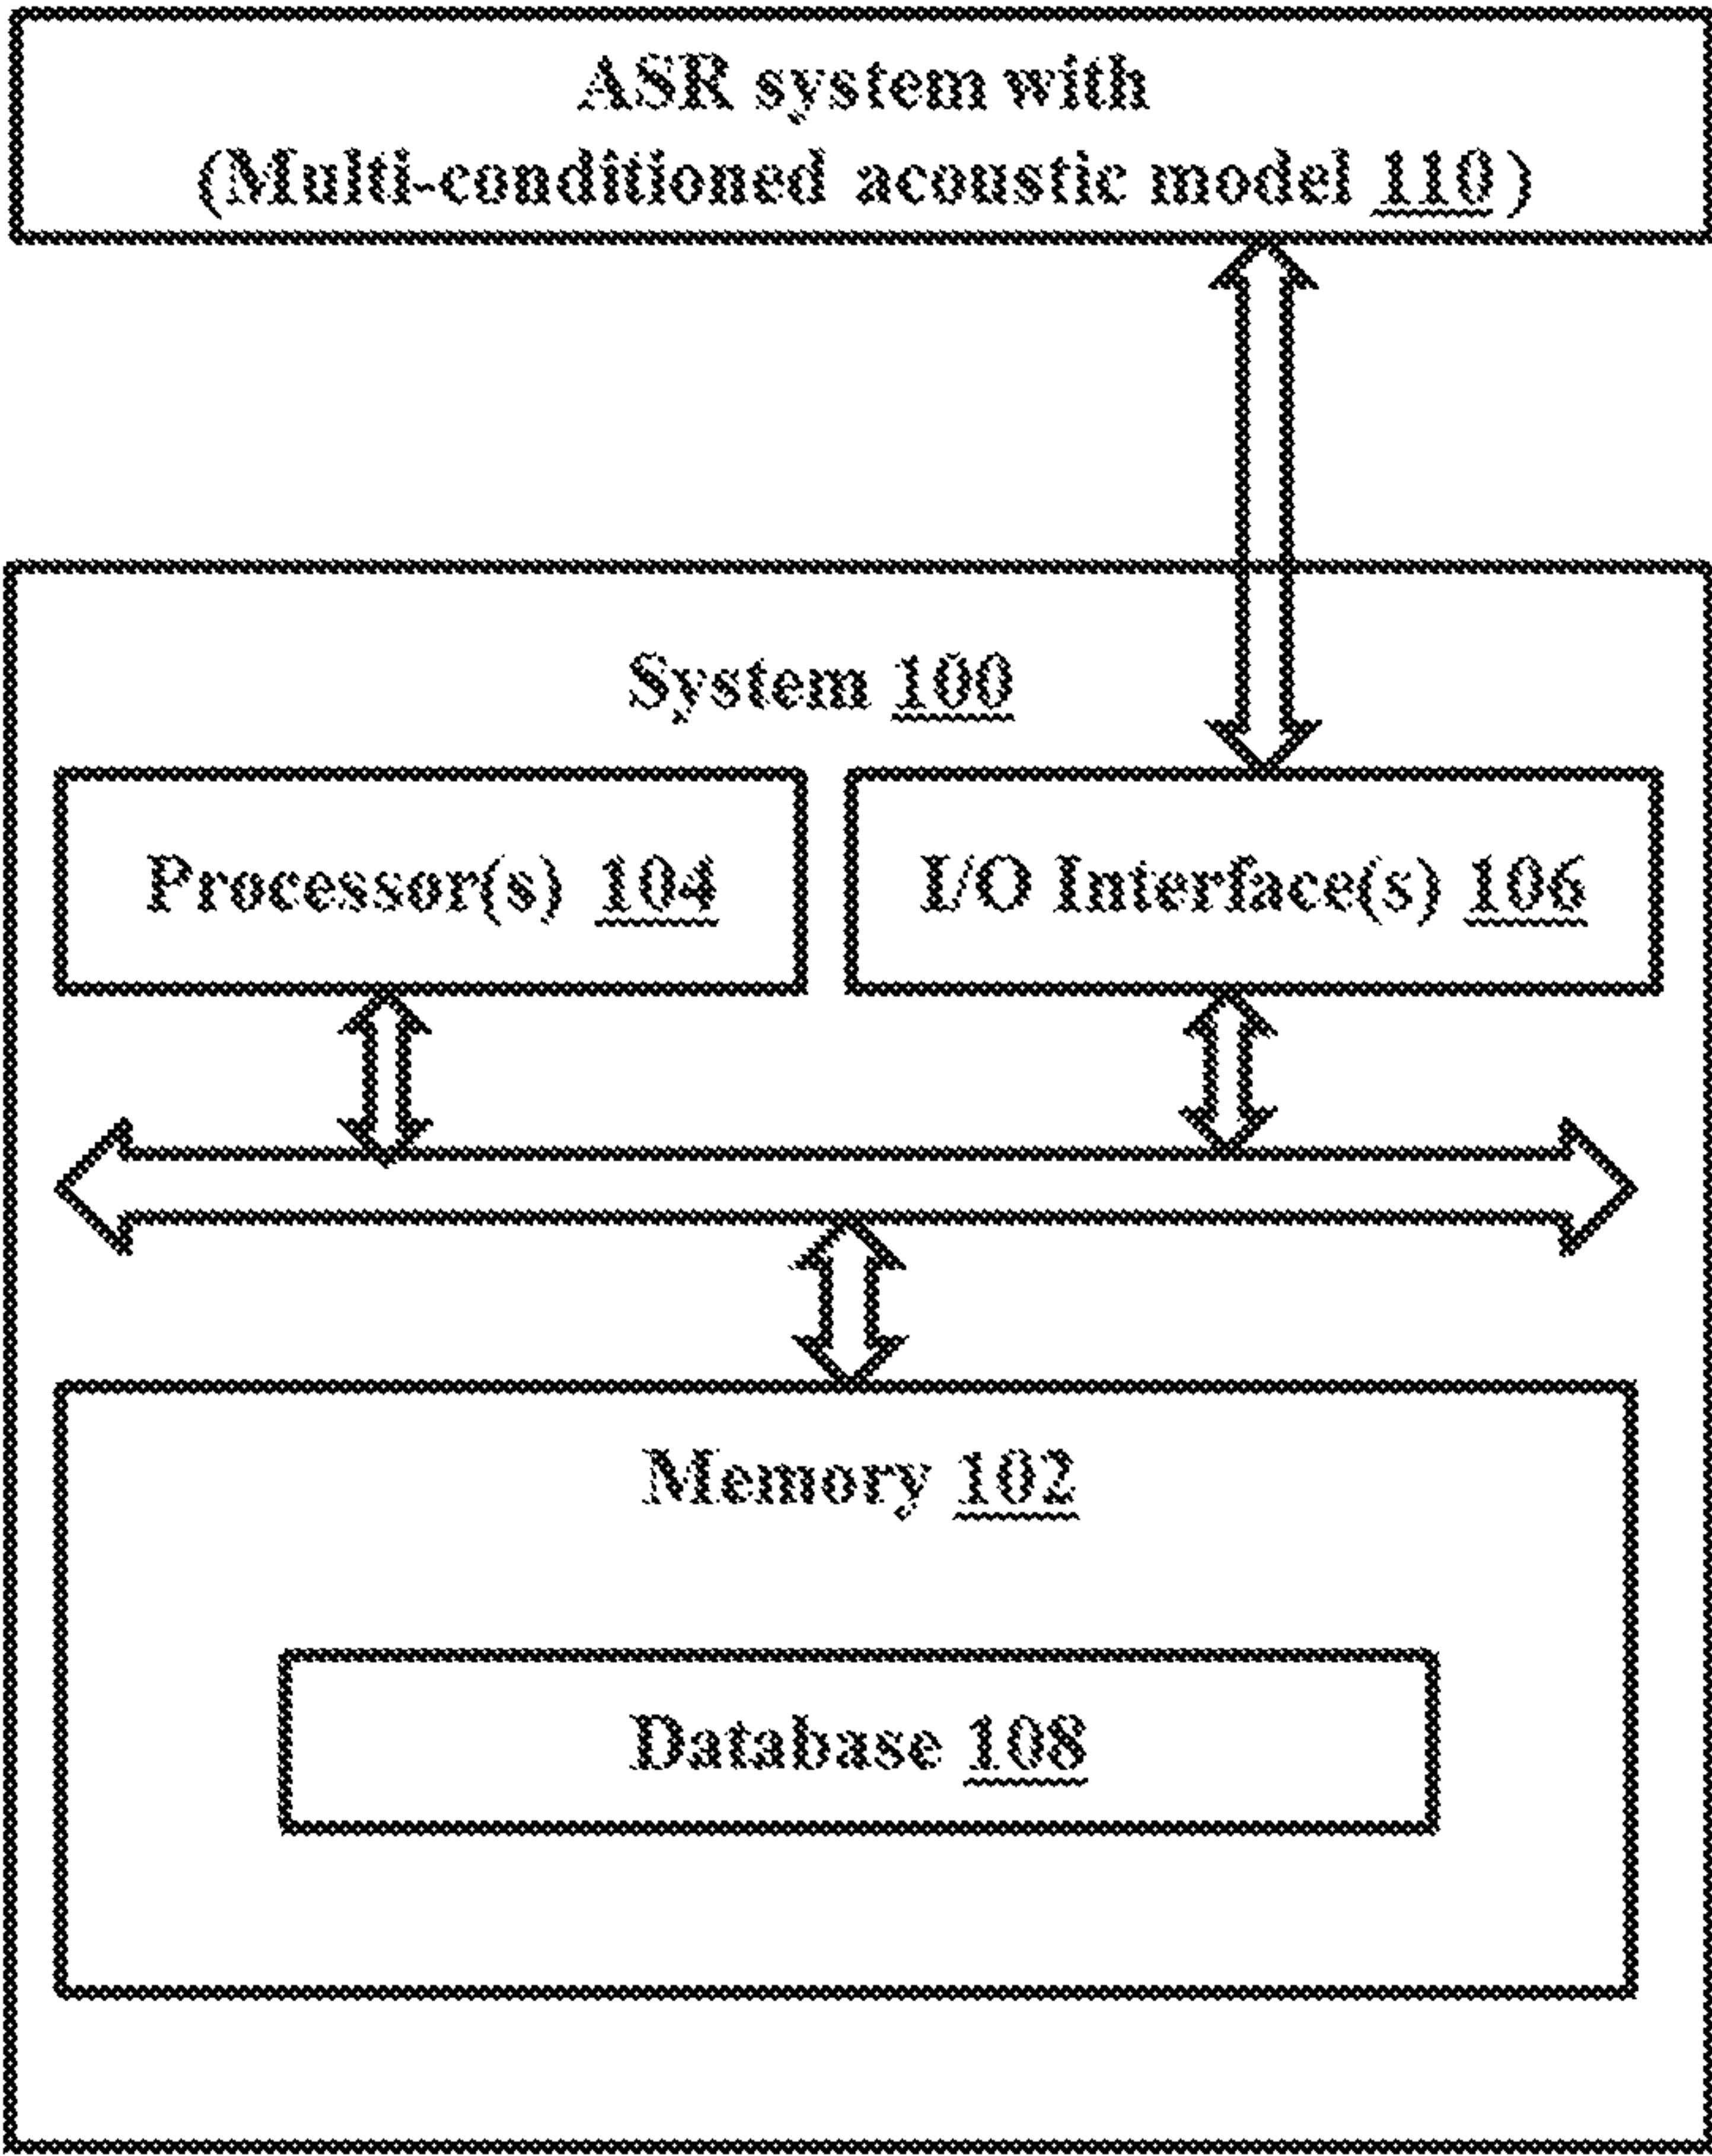 ASR system with
(Multi-conditioned acoustic model 110)
System 100
Processor(s) 104
I/O Interface(s) 106
Memory 102
Database 108